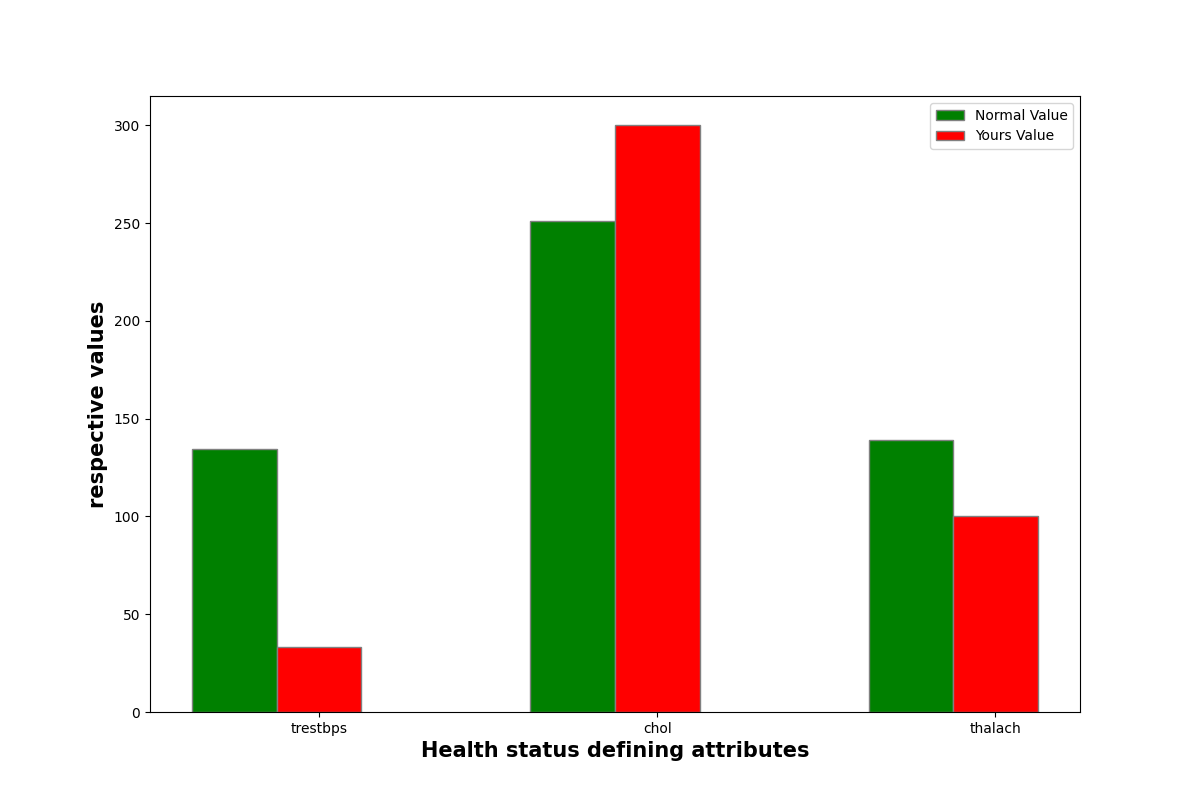 Normal Value
Yours Value
respective values
300
250
200
150
100
50
0
trestbps chol thalach
Health status defining attributes